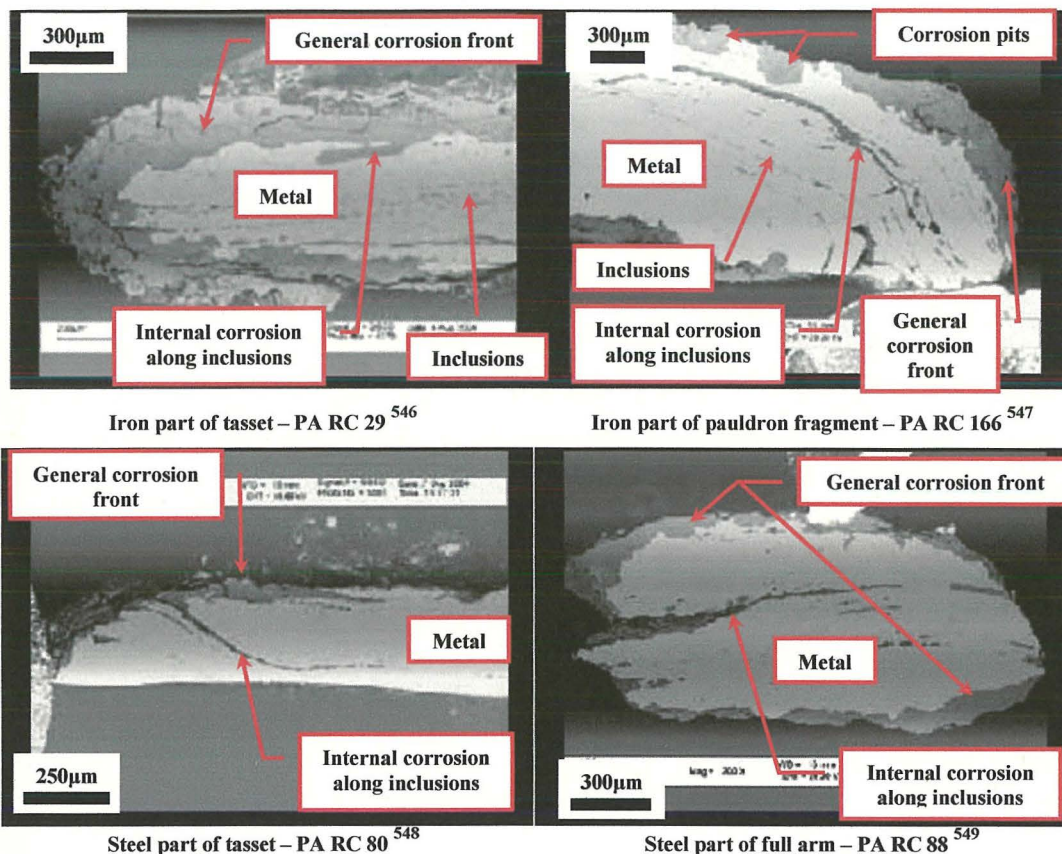 300µm
General corrosion front
Metal
Internal corrosion
along inclusions
Inclusions
Iron part of tasset – PA RC 29 546
300µm
Corrosion pits
Metal
Inclusions
Internal corrosion
along inclusions
General
corrosion
front
Iron part of pauldron fragment – PA RC 166 547
General corrosion
front
Metal
250µm
Internal corrosion
along inclusions
Steel part of tasset – PA RC 80 548
General corrosion front
Metal
300µm
Internal corrosion
along inclusions
Steel part of full arm – PA RC 88 549